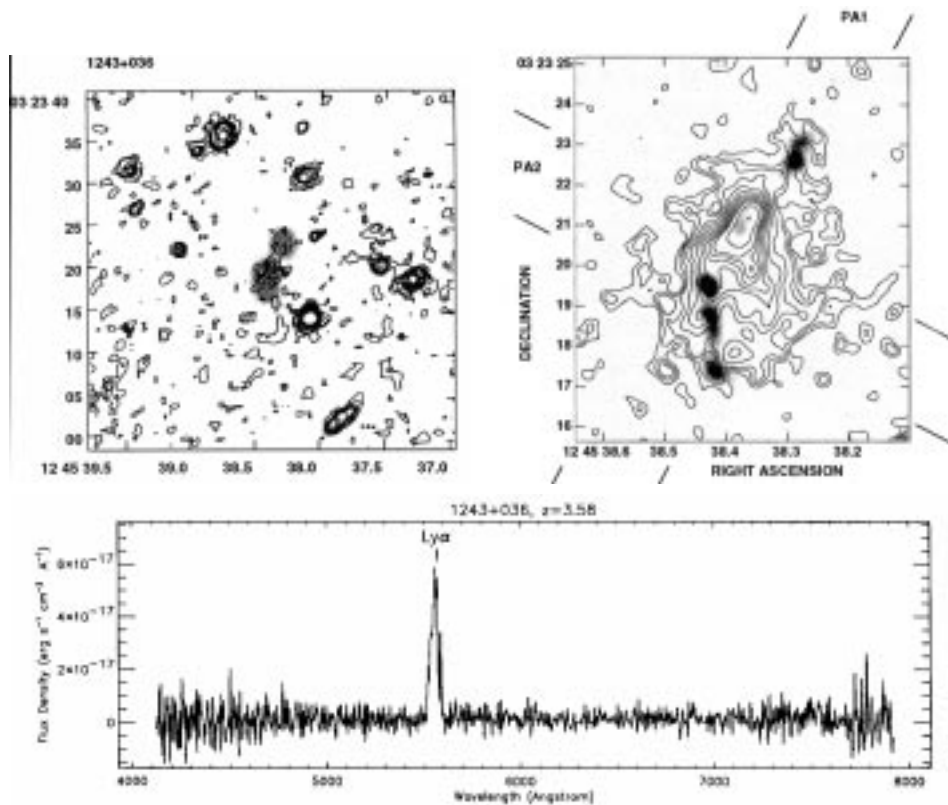 1243+036
03 23 40
35
30
25
20
15
10
05
00
12 45 39.5 39.0 38.5 38.0 37.5 37.0
PA1
PA2
03 23 25
24
23
22
21
20
19
18
17
16
DECLINATION
12 45 38.6 38.5 38.4 38.3 38.2
RIGHT ASCENSION
1243+036, z=3.58
Lyα
6×10⁻¹⁷
4×10⁻¹⁷
2×10⁻¹⁷
0
Flux Density (erg s⁻¹ cm⁻² A⁻¹)
4000 5000 6000 7000 8000
Wavelength [Angstrom]